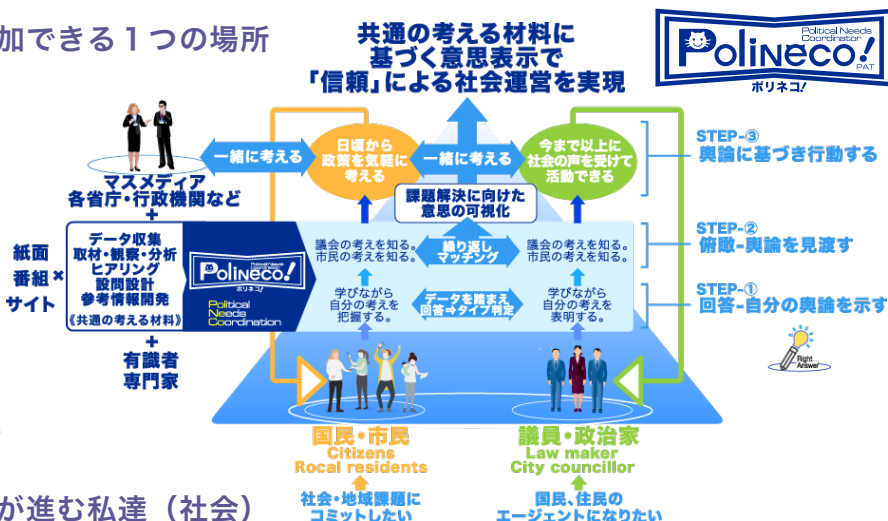 加できる１つの場所
共通の考える材料に
基づく意思表示で
「信頼」による社会運営を実現
Political Needs
Coordinator
PoliNeco!
PAT
ポリネコ!
一緒に考える
日頃から
政策を気軽に
考える
一緒に考える
今まで以上に
社会の声を受けて
活動できる
STEP-③
輿論に基づき行動する
マスメディア
各省庁・行政機関など
+
課題解決に向けた
意思の可視化
紙面
番組
サイト
×
データ収集
取材・観察・分析
ヒアリング
設問設計
参考情報開発
《共通の考える材料》
PoliNeco!
ポリネコ!
Political
Needs
Coordination
議会の考えを知る。
市民の考えを知る。
繰り返し
マッチング
議会の考えを知る。
市民の考えを知る。
STEP-②
俯瞰-輿論を見渡す
学びながら
自分の考えを
把握する。
データを踏まえ
回答⇒タイプ判定
学びながら
自分の考えを
表明する。
STEP-①
回答-自分の輿論を示す
+
有識者
専門家
Right
Answer
国民・市民
Citizens
Rocal residents
議員・政治家
Law maker
City councillor
社会・地域課題に
コミットしたい
国民、住民の
エージェントになりたい
が進む私達（社会）